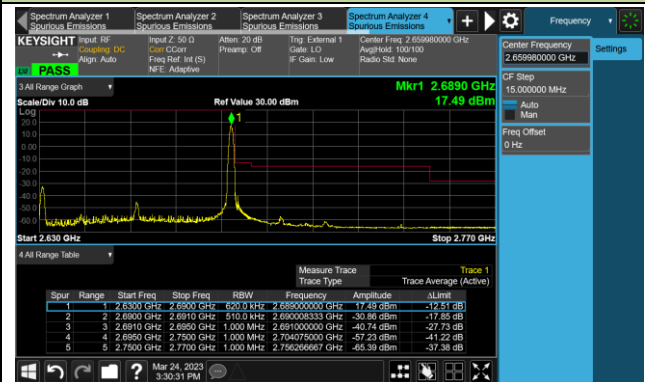 Spectrum Analyzer 1
Spurious Emissions
Spectrum Analyzer 2
Spurious Emissions
Spectrum Analyzer 3
Spurious Emissions
Spectrum Analyzer 4
Spurious Emissions
Frequency
KEYSIGHT
Input: RF
Coupling: DC
Align: Auto
Input Z: 50 Ω
Corr CCorr
Freq Ref: Int (S)
NFE: Adaptive
Atten: 20 dB
Preamp: Off
Trig: External 1
Gate: LO
IF Gain: Low
Center Freq: 2.659980000 GHz
Avg|Hold: 100/100
Radio Std: None
PASS
Center Frequency
2.659980000 GHz
Settings
CF Step
15.000000 MHz
Auto
Man
Freq Offset
0 Hz
3 All Range Graph
Mkr1 2.6890 GHz
Scale/Div 10.0 dB
Ref Value 30.00 dBm
17.49 dBm
Log
1
20.0
10.0
0.00
-10.0
-20.0
-30.0
-40.0
-50.0
-60.0
Start 2.630 GHz
Stop 2.770 GHz
4 All Range Table
Measure Trace Trace 1
Trace Type Trace Average (Active)
Spur Range Start Freq Stop Freq RBW Frequency Amplitude ΔLimit
1 1 2.6300 GHz 2.6900 GHz 620.0 kHz 2.689000000 GHz 17.49 dBm -12.51 dB
2 2 2.6900 GHz 2.6910 GHz 510.0 kHz 2.690008333 GHz -30.86 dBm -17.85 dB
3 3 2.6910 GHz 2.6950 GHz 1.000 MHz 2.691000000 GHz -40.74 dBm -27.73 dB
4 4 2.6950 GHz 2.7500 GHz 1.000 MHz 2.704075000 GHz -57.23 dBm -41.22 dB
5 5 2.7500 GHz 2.7700 GHz 1.000 MHz 2.756266667 GHz -65.39 dBm -37.38 dB
Mar 24, 2023
3:30:31 PM